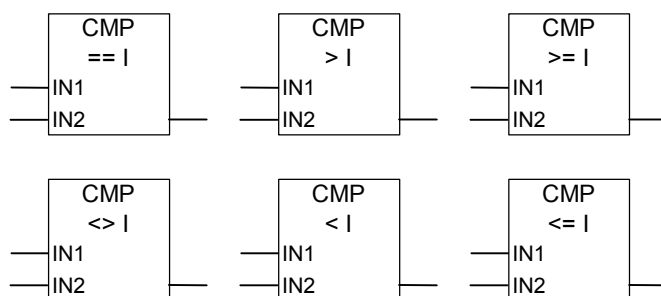 CMP
== I
IN1
IN2
CMP
> I
IN1
IN2
CMP
>= I
IN1
IN2
CMP
<> I
IN1
IN2
CMP
< I
IN1
IN2
CMP
<= I
IN1
IN2